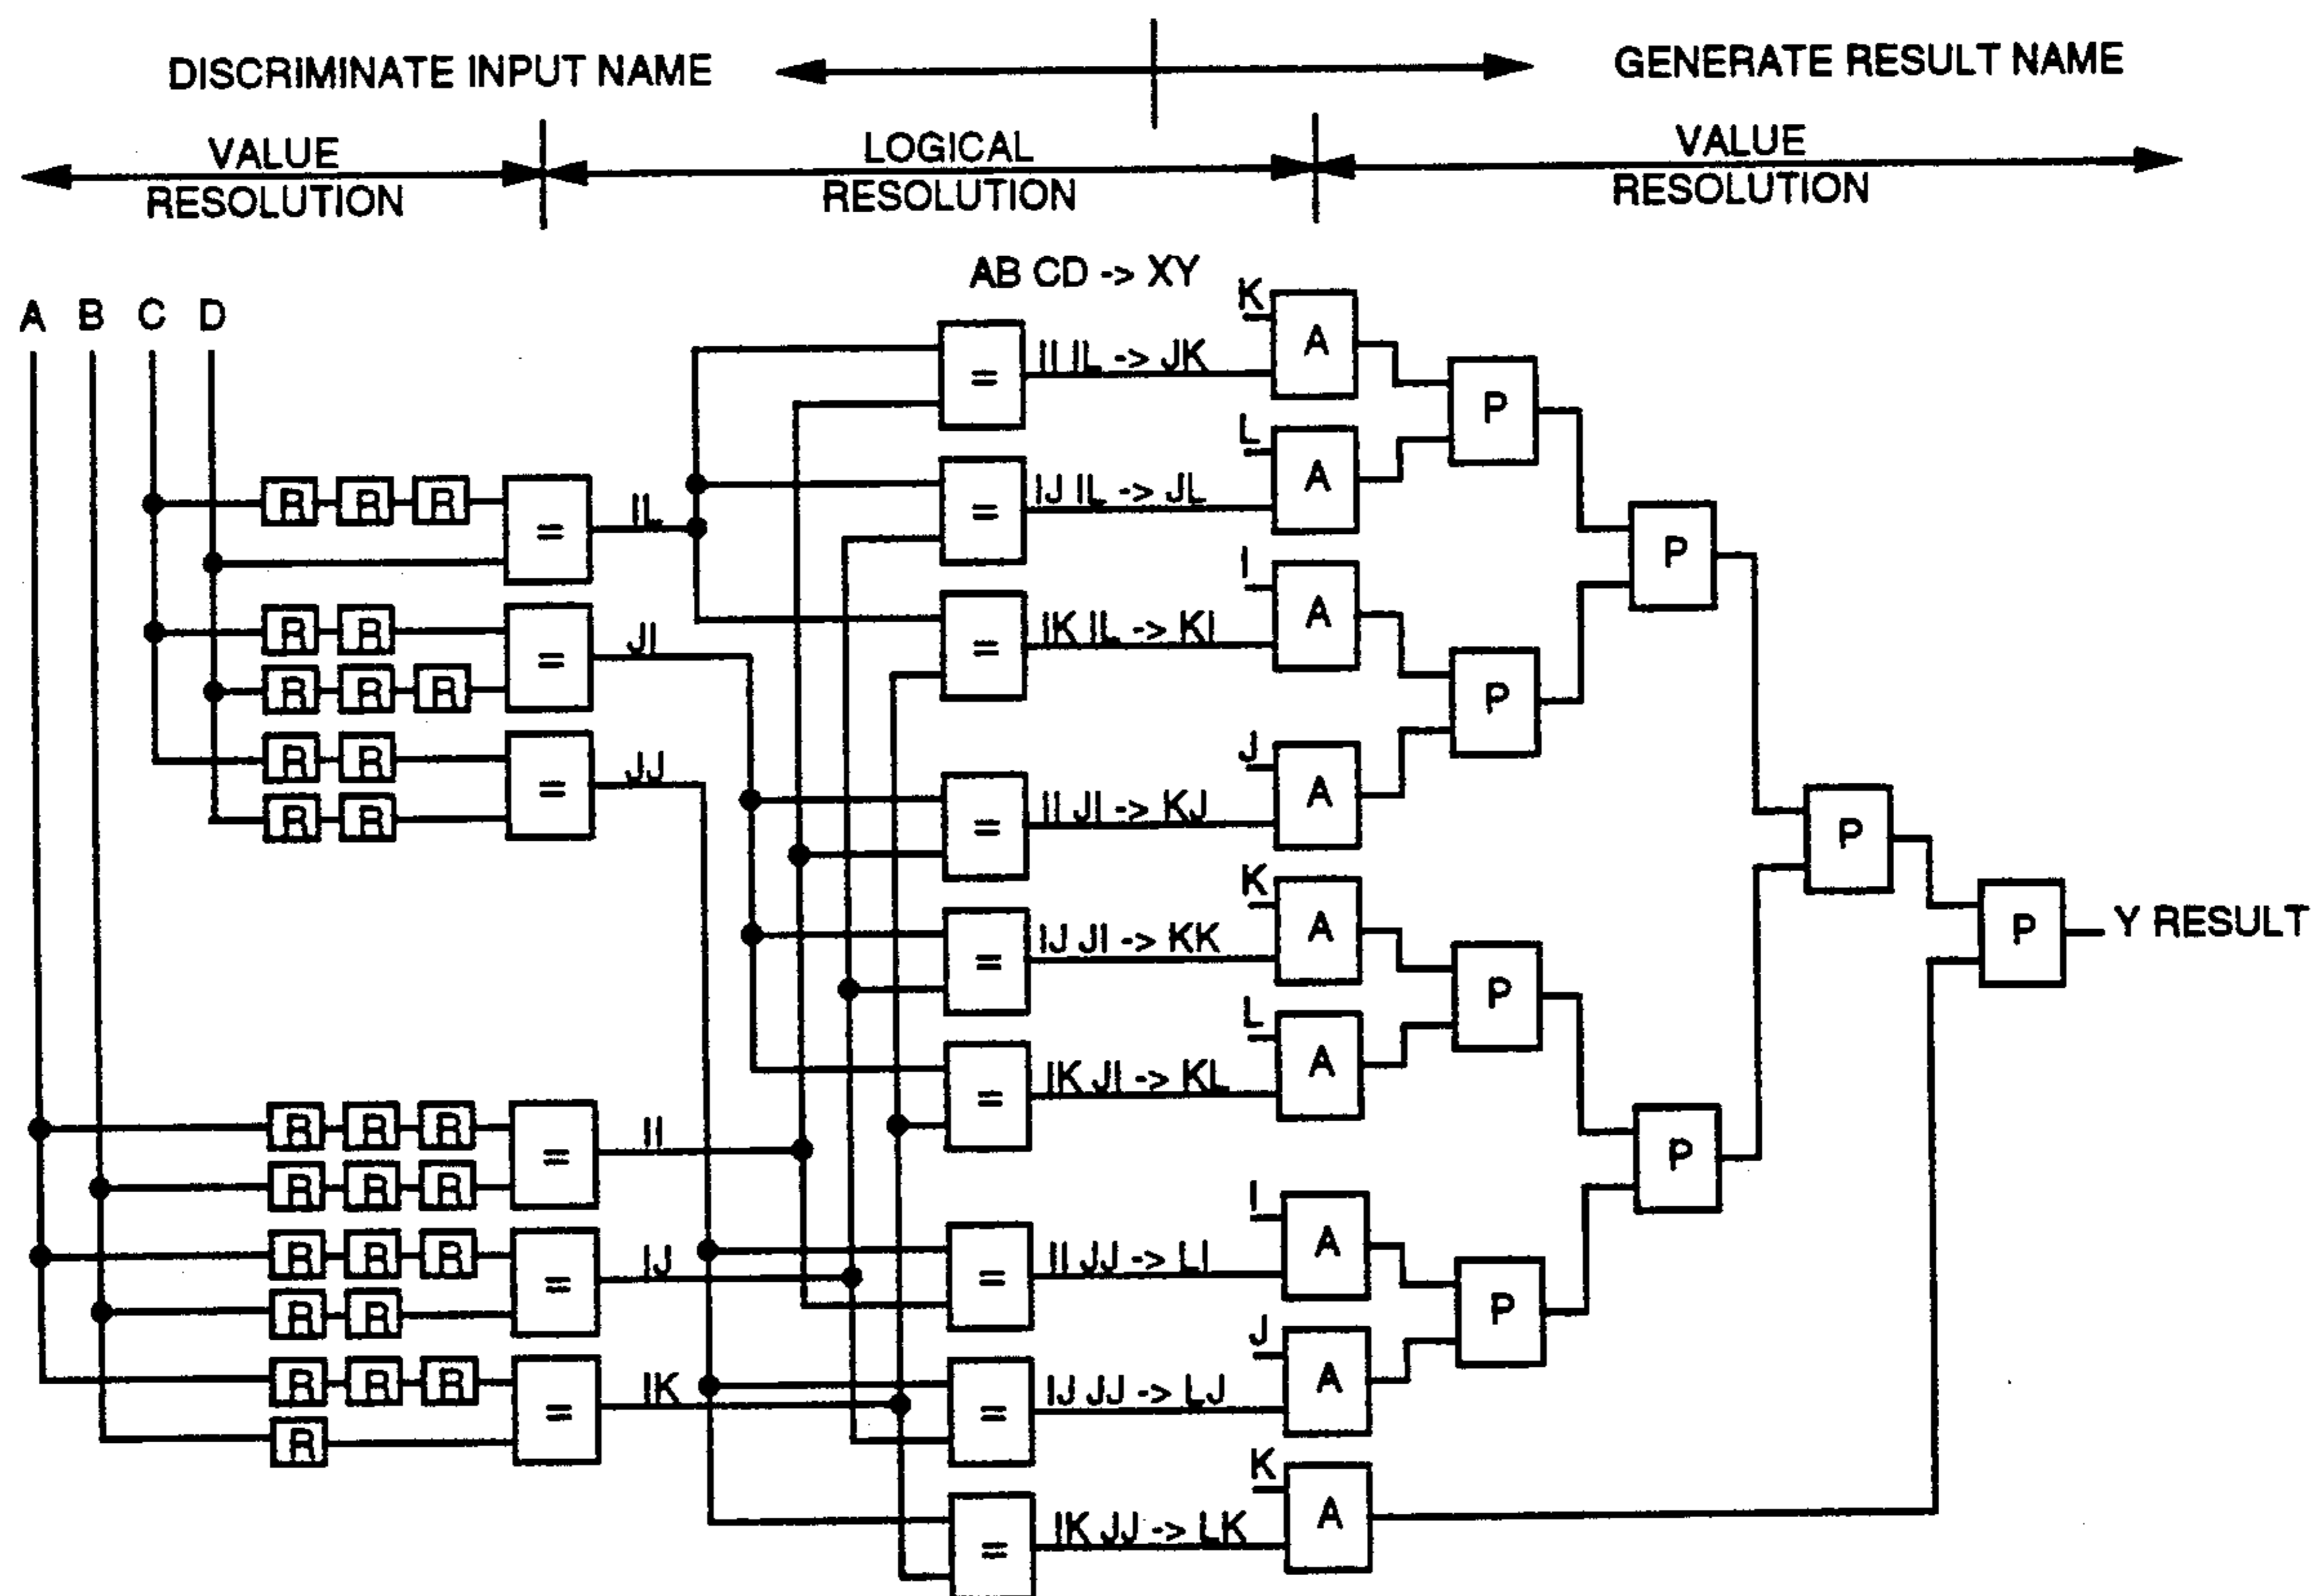 DISCRIMINATE INPUT NAME
GENERATE RESULT NAME
VALUE
RESOLUTION
LOGICAL
RESOLUTION
VALUE
RESOLUTION
AB CD -> XY
A B C D
K
A
II IL -> JK
=
P
L
A
IJ IL -> JL
=
R R R
=
IL
P
I
A
IK IL -> KI
=
R R
=
JI
R R R
P
J
A
II JI -> KJ
=
R R
=
JJ
R R
P
K
A
IJ JI -> KK
=
P
Y RESULT
P
L
A
IK JI -> KL
=
R R R
=
II
R R R
P
I
A
II JJ -> LI
=
R R R
=
IJ
R R
P
J
A
IJ JJ -> LJ
=
R R R
=
IK
R
K
A
IK JJ -> LK
=